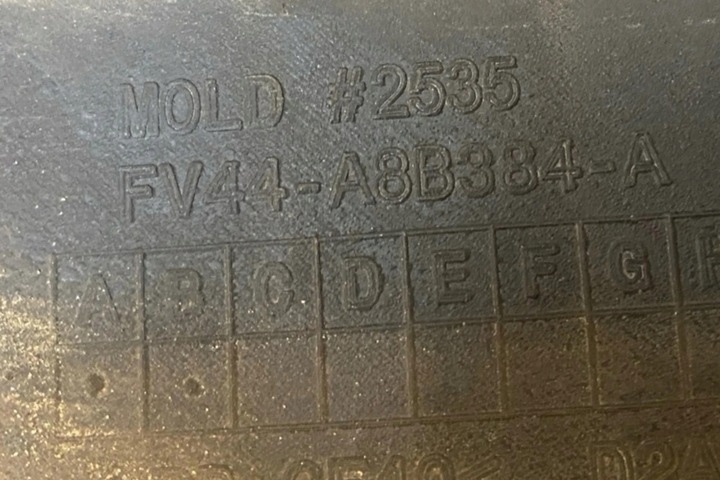 MOLD #2535
FV44-A8B384-A
A B C D E F G